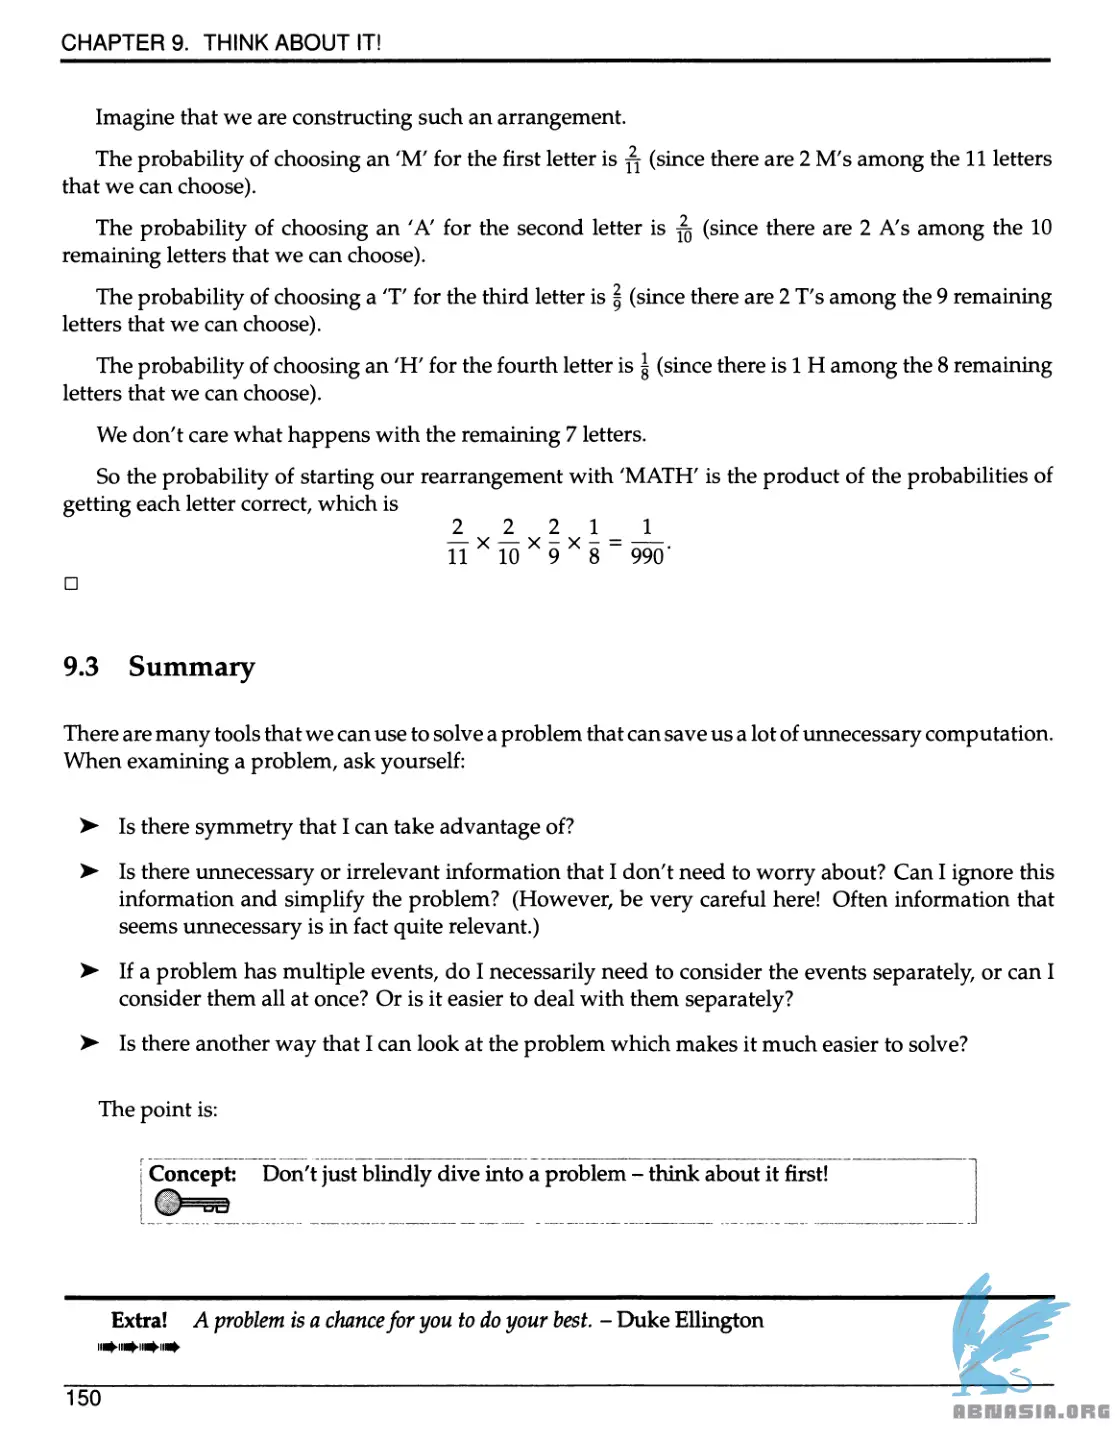 CHAPTER 9. THINK ABOUT IT!
Imagine that we are constructing such an arrangement.
The probability of choosing an 'M' for the first letter is 2/11 (since there are 2 M's among the 11 letters
that we can choose).
The probability of choosing an 'A' for the second letter is 2/10 (since there are 2 A's among the 10
remaining letters that we can choose).
The probability of choosing a 'T' for the third letter is 2/9 (since there are 2 T's among the 9 remaining
letters that we can choose).
The probability of choosing an 'H' for the fourth letter is 1/8 (since there is 1 H among the 8 remaining
letters that we can choose).
We don't care what happens with the remaining 7 letters.
So the probability of starting our rearrangement with 'MATH' is the product of the probabilities of
getting each letter correct, which is
2/11 × 2/10 × 2/9 × 1/8 = 1/990.
□
9.3 Summary
There are many tools that we can use to solve a problem that can save us a lot of unnecessary computation.
When examining a problem, ask yourself:
➤ Is there symmetry that I can take advantage of?
➤ Is there unnecessary or irrelevant information that I don't need to worry about? Can I ignore this
information and simplify the problem? (However, be very careful here! Often information that
seems unnecessary is in fact quite relevant.)
➤ If a problem has multiple events, do I necessarily need to consider the events separately, or can I
consider them all at once? Or is it easier to deal with them separately?
➤ Is there another way that I can look at the problem which makes it much easier to solve?
The point is:
Concept: Don't just blindly dive into a problem – think about it first!
Extra! A problem is a chance for you to do your best. – Duke Ellington
150
ABNASIA.ORG